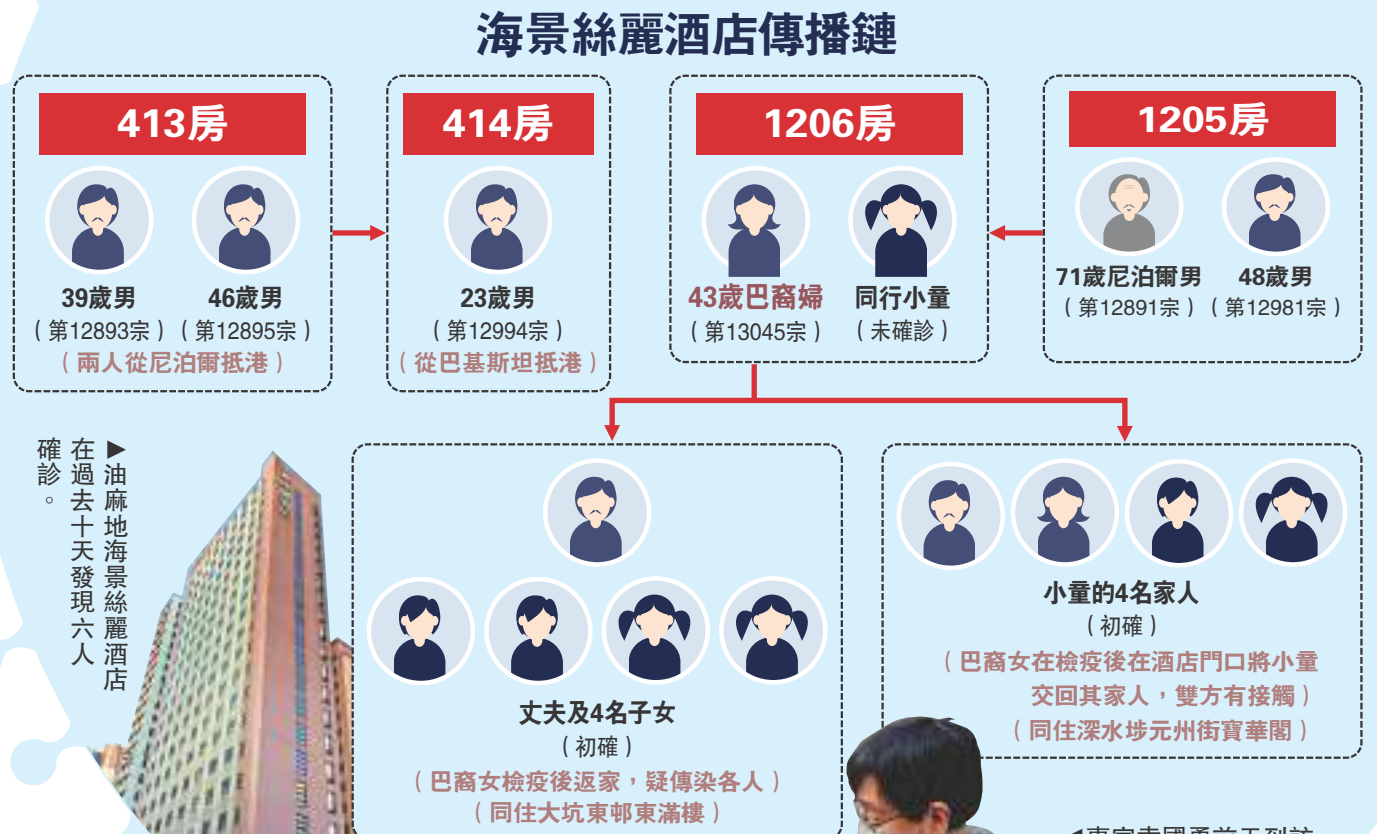 海景絲麗酒店傳播鏈
413房
39歲男
（第12893宗）
46歲男
（第12895宗）
（兩人從尼泊爾抵港）
414房
23歲男
（第12994宗）
（從巴基斯坦抵港）
1206房
43歲巴裔婦
（第13045宗）
同行小童
（未確診）
1205房
71歲尼泊爾男
（第12891宗）
48歲男
（第12981宗）
▶油麻地海景絲麗酒店
在過去十天發現六人
確診。
丈夫及4名子女
（初確）
（巴裔女檢疫後返家，疑傳染各人）
（同住大坑東邨東滿樓）
小童的4名家人
（初確）
（巴裔女在檢疫後在酒店門口將小童
交回其家人，雙方有接觸）
（同住深水埗元州街寶華閣）
◀專家袁國勇前天到訪